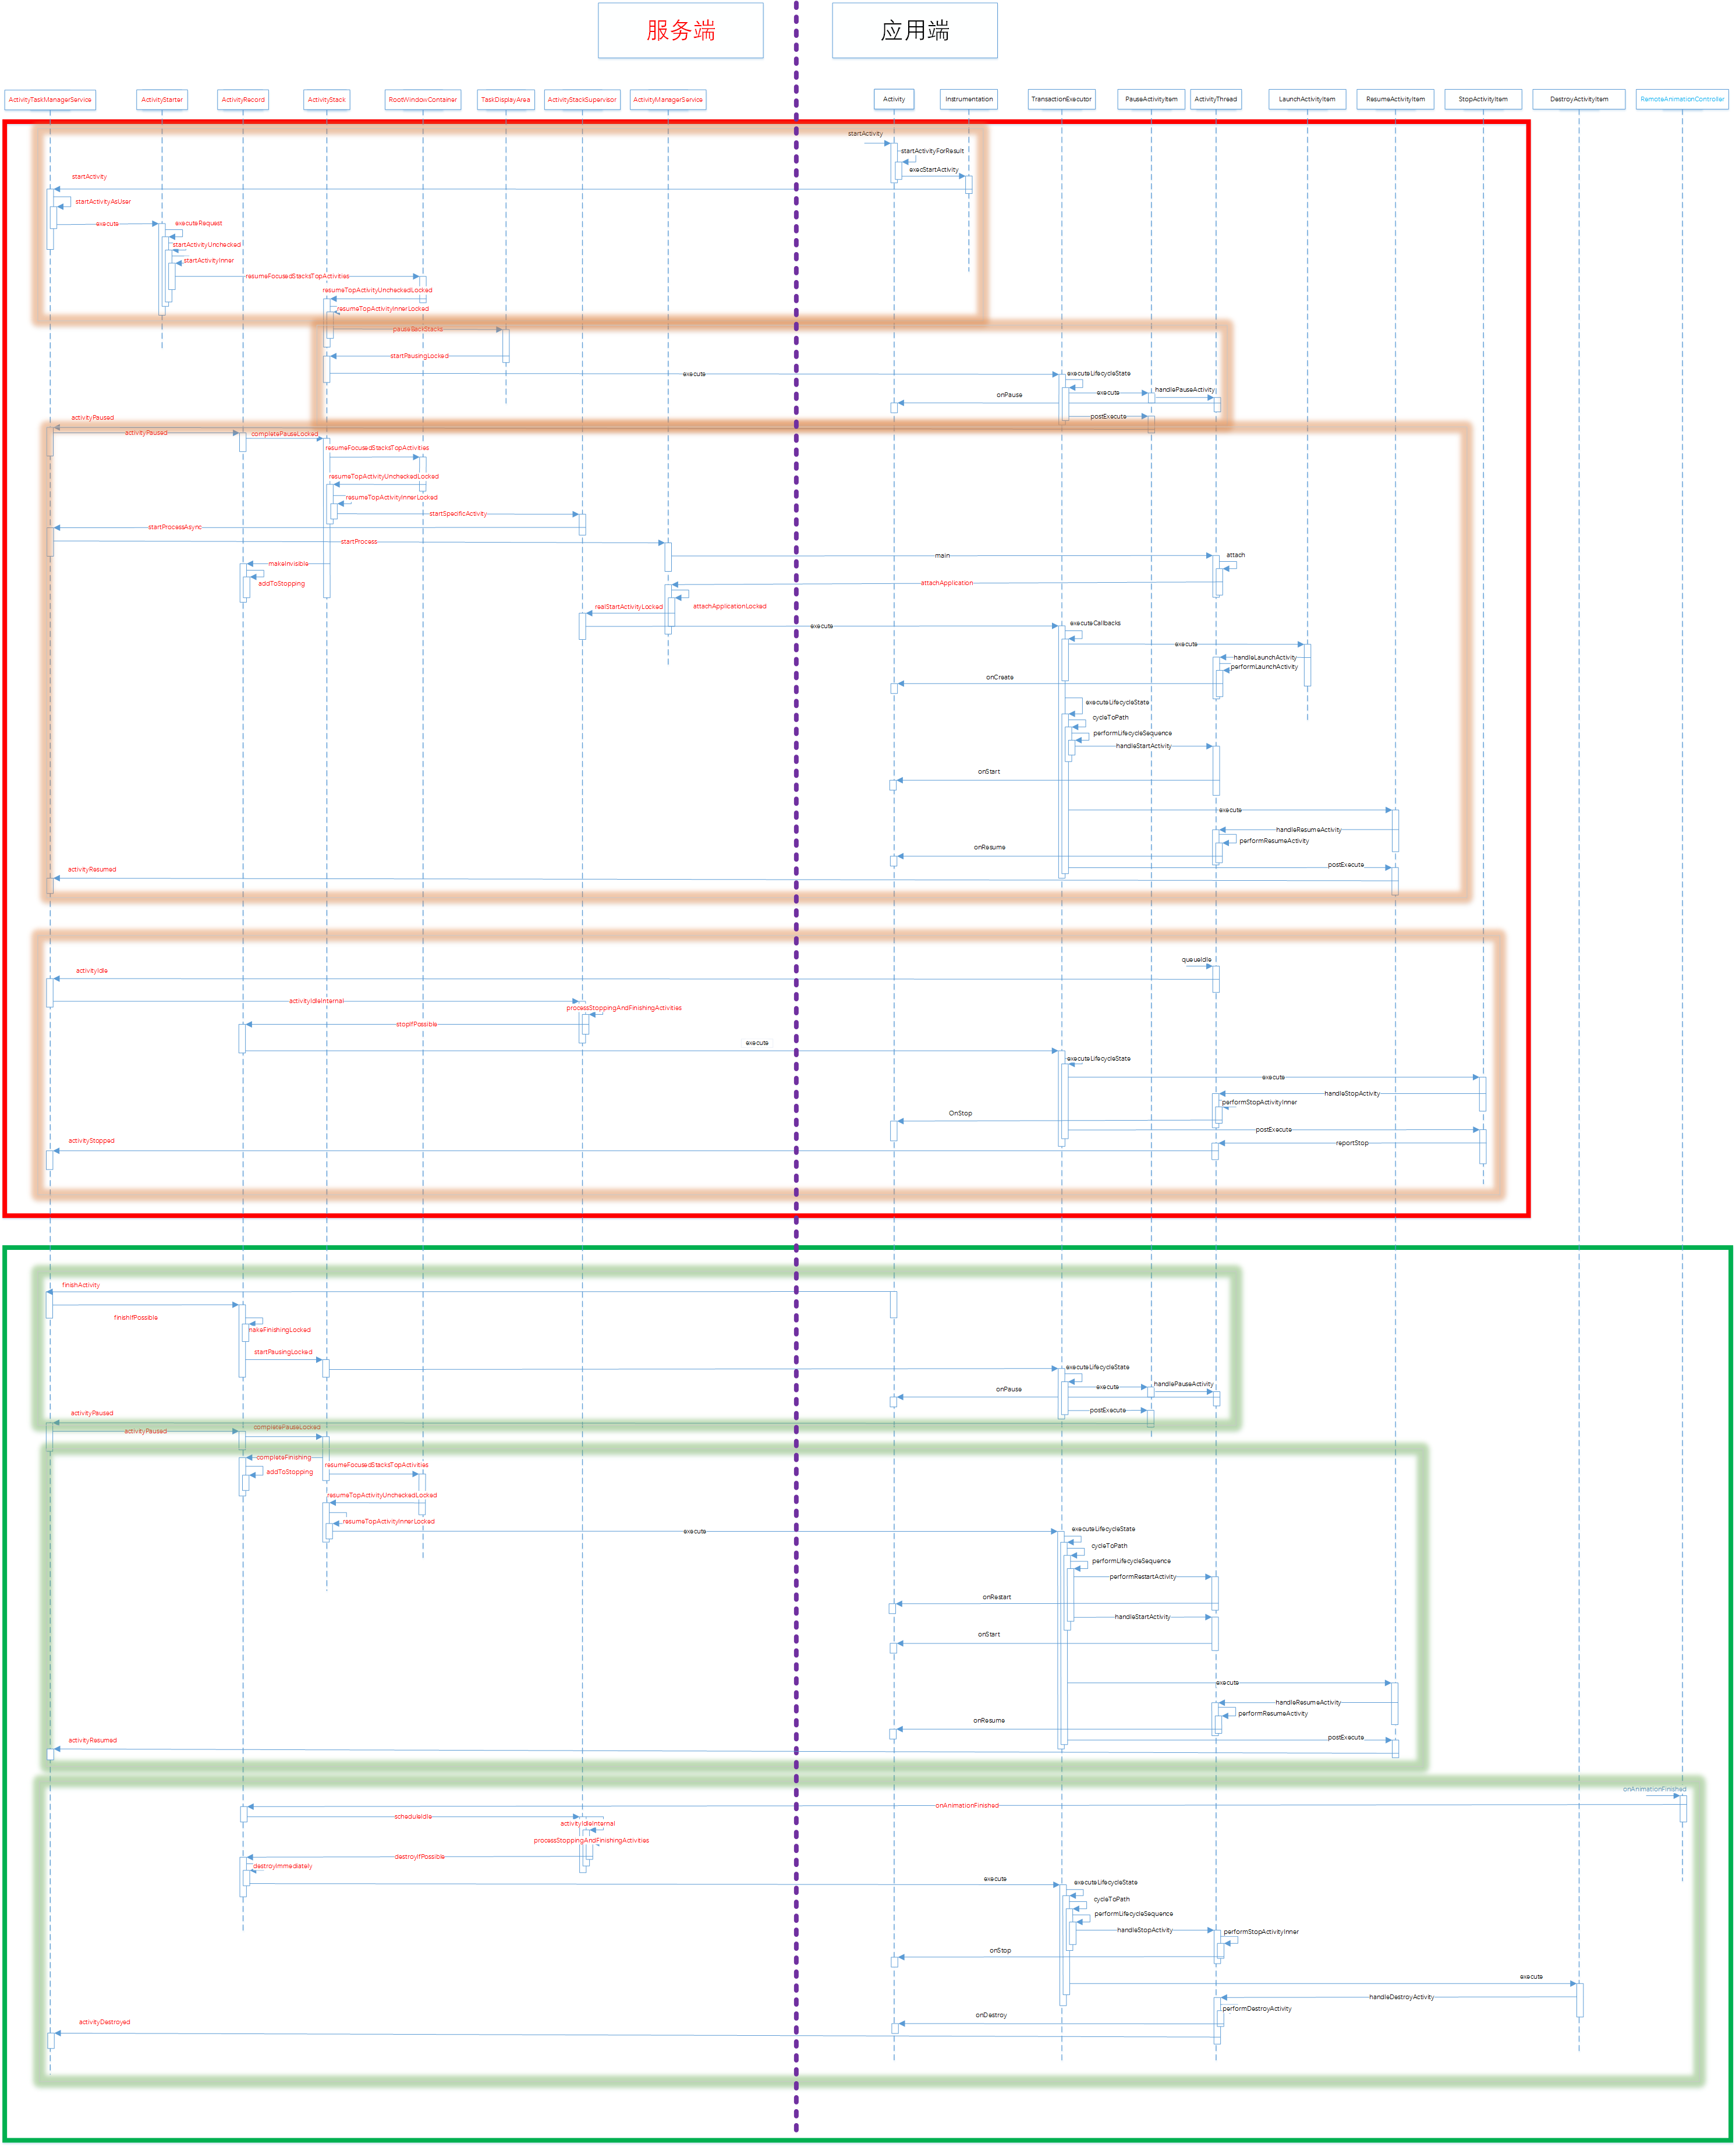 服务端
应用端
ActivityTaskManagerService
ActivityStarter
ActivityRecord
ActivityStack
RootWindowContainer
TaskDisplayArea
ActivityStackSupervisor
ActivityManagerService
Activity
Instrumentation
TransactionExecutor
PauseActivityItem
ActivityThread
LaunchActivityItem
ResumeActivityItem
StopActivityItem
DestroyActivityItem
RemoteAnimationController
startActivity
startActivityForResult
execStartActivity
startActivity
startActivityAsUser
execute
executeRequest
startActivityUnchecked
startActivityInner
resumeFocusedStacksTopActivities
resumeTopActivityUncheckedLocked
resumeTopActivityInnerLocked
pauseBackStacks
startPausingLocked
execute
executeLifecycleState
execute
handlePauseActivity
onPause
postExecute
activityPaused
activityPaused
completePauseLocked
resumeFocusedStacksTopActivities
resumeTopActivityUncheckedLocked
resumeTopActivityInnerLocked
startSpecificActivity
startProcessAsync
startProcess
main
attach
makeInvisible
addToStopping
attachApplication
attachApplicationLocked
realStartActivityLocked
execute
executeCallbacks
execute
handleLaunchActivity
performLaunchActivity
onCreate
executeLifecycleState
cycleToPath
performLifecycleSequence
handleStartActivity
onStart
execute
handleResumeActivity
performResumeActivity
onResume
postExecute
activityResumed
queueIdle
activityIdle
activityIdleInternal
processStoppingAndFinishingActivities
stopIfPossible
execute
executeLifecycleState
execute
handleStopActivity
performStopActivityInner
OnStop
postExecute
reportStop
activityStopped
finishActivity
finishIfPossible
makeFinishingLocked
startPausingLocked
executeLifecycleState
execute
handlePauseActivity
onPause
postExecute
activityPaused
activityPaused
completePauseLocked
completeFinishing
addToStopping
resumeFocusedStacksTopActivities
resumeTopActivityUncheckedLocked
resumeTopActivityInnerLocked
execute
executeLifecycleState
cycleToPath
performLifecycleSequence
performRestartActivity
onRestart
handleStartActivity
onStart
execute
handleResumeActivity
performResumeActivity
onResume
postExecute
activityResumed
onAnimationFinished
onAnimationFinished
scheduleIdle
activityIdleInternal
processStoppingAndFinishingActivities
destroyIfPossible
destroyImmediately
execute
executeLifecycleState
cycleToPath
performLifecycleSequence
handleStopActivity
performStopActivityInner
onStop
execute
handleDestroyActivity
performDestroyActivity
onDestroy
activityDestroyed